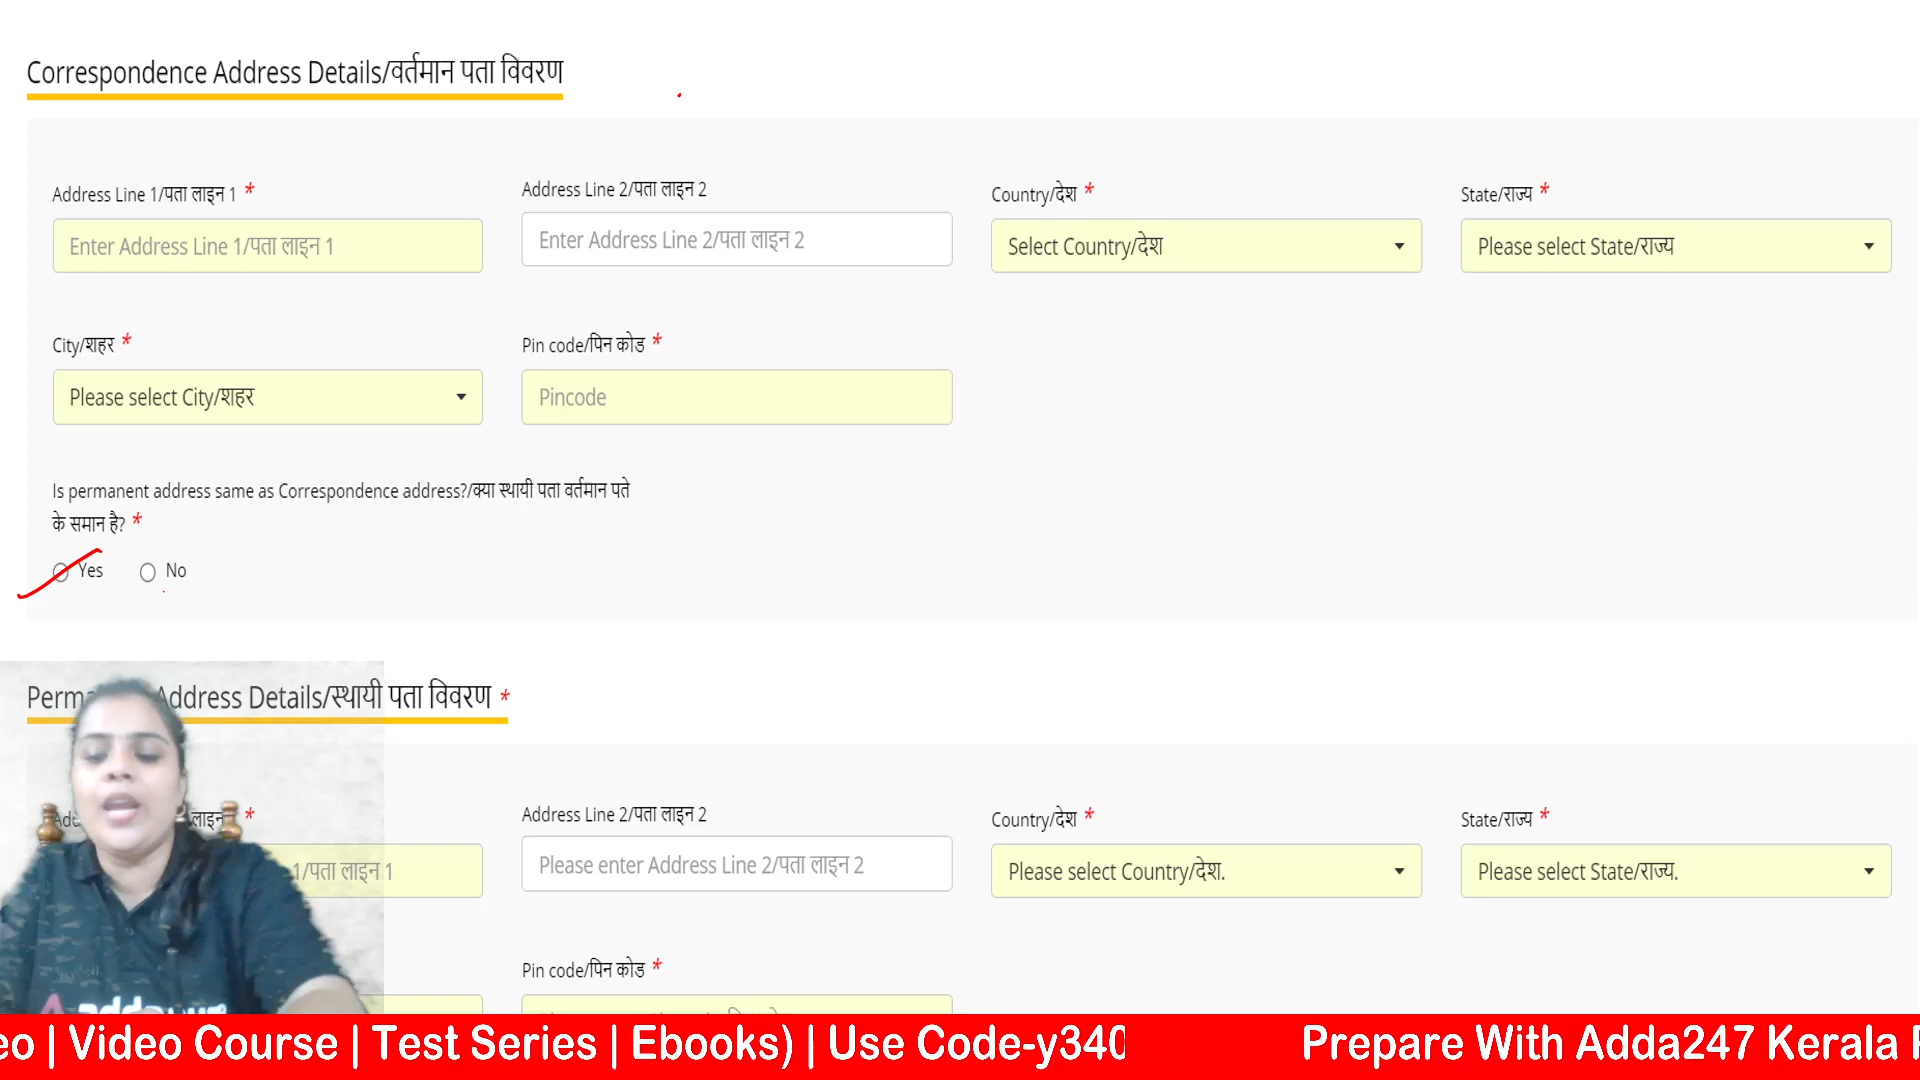 Correspondence Address Details/वर्तमान पता विवरण
Address Line 1/पता लाइन 1 *
Address Line 2/पता लाइन 2
Country/देश *
State/राज्य *
Enter Address Line 1/पता लाइन 1
Enter Address Line 2/पता लाइन 2
Select Country/देश
Please select State/राज्य
City/शहर *
Pin code/पिन कोड *
Please select City/शहर
Pincode
Is permanent address same as Correspondence address?/क्या स्थायी पता वर्तमान पते
के समान है? *
Yes
No
Address Details/स्थायी पता विवरण *
लाइन *
Address Line 2/पता लाइन 2
Country/देश *
State/राज्य *
1/पता लाइन 1
Please enter Address Line 2/पता लाइन 2
Please select Country/देश.
Please select State/राज्य.
Pin code/पिन कोड *
| Video Course | Test Series | Ebooks) | Use Code-y340
Prepare With Adda247 Kerala